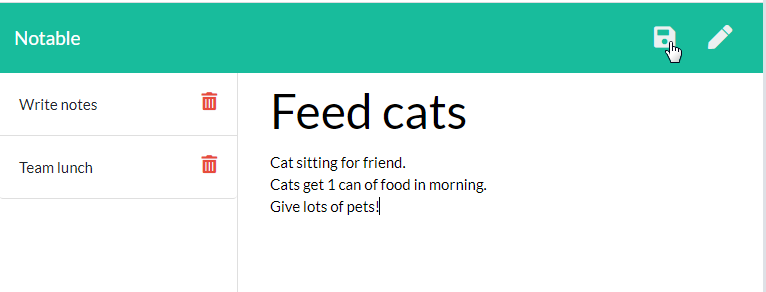 Notable
Write notes
Team lunch
Feed cats
Cat sitting for friend.
Cats get 1 can of food in morning.
Give lots of pets!